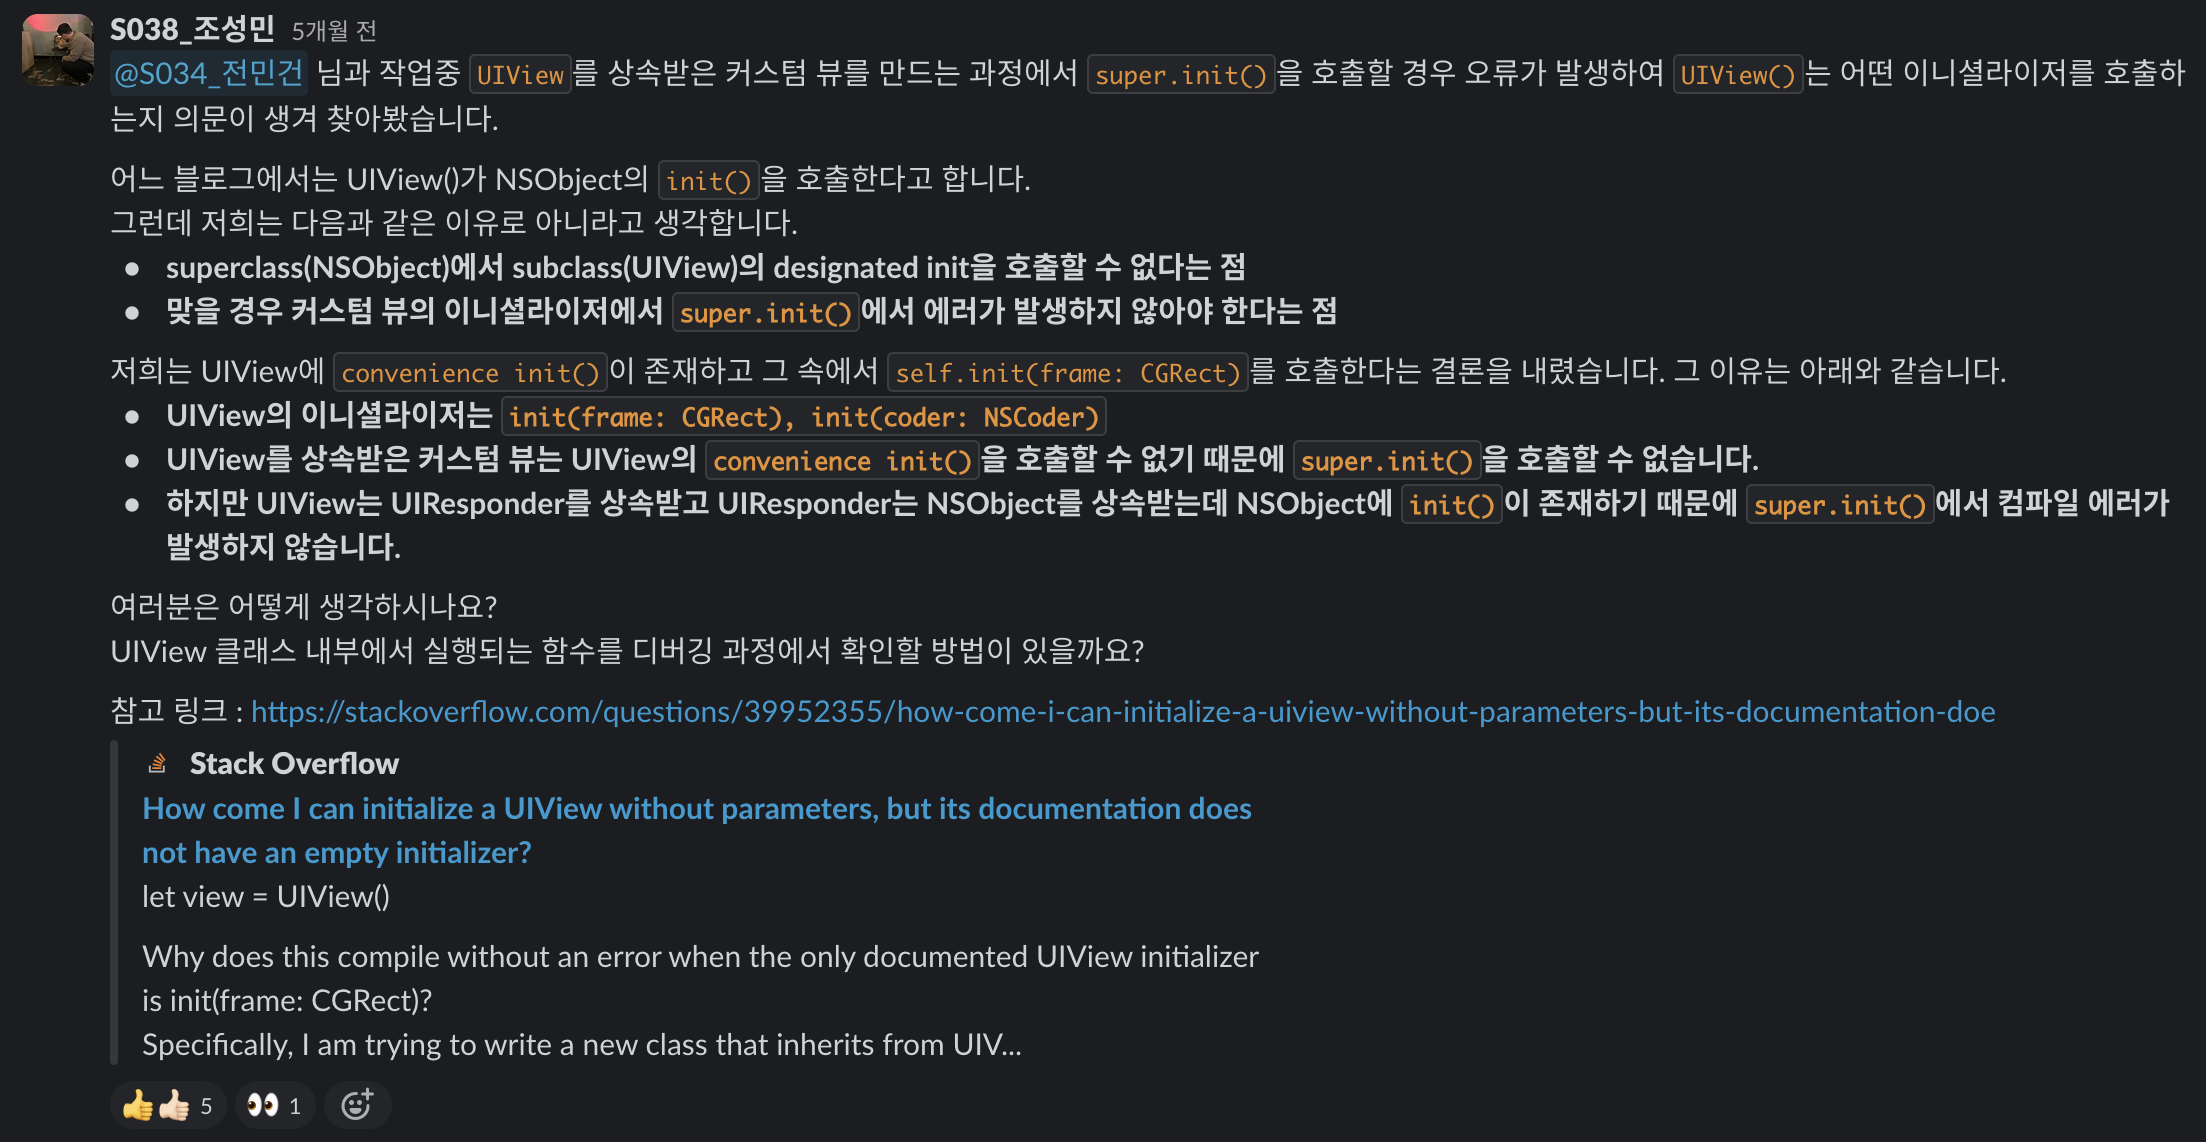 S038_조성민 5개월 전
@S034_전민건 님과 작업중 UIView를 상속받은 커스텀 뷰를 만드는 과정에서 super.init()을 호출할 경우 오류가 발생하여 UIView()는 어떤 이니셜라이저를 호출하
는지 의문이 생겨 찾아봤습니다.
어느 블로그에서는 UIView()가 NSObject의 init()을 호출한다고 합니다.
그런데 저희는 다음과 같은 이유로 아니라고 생각합니다.
• superclass(NSObject)에서 subclass(UIView)의 designated init을 호출할 수 없다는 점
• 맞을 경우 커스텀 뷰의 이니셜라이저에서 super.init()에서 에러가 발생하지 않아야 한다는 점
저희는 UIView에 convenience init()이 존재하고 그 속에서 self.init(frame: CGRect)를 호출한다는 결론을 내렸습니다. 그 이유는 아래와 같습니다.
• UIView의 이니셜라이저는 init(frame: CGRect), init(coder: NSCoder)
• UIView를 상속받은 커스텀 뷰는 UIView의 convenience init()을 호출할 수 없기 때문에 super.init()을 호출할 수 없습니다.
• 하지만 UIView는 UIResponder를 상속받고 UIResponder는 NSObject를 상속받는데 NSObject에 init()이 존재하기 때문에 super.init()에서 컴파일 에러가
발생하지 않습니다.
여러분은 어떻게 생각하시나요?
UIView 클래스 내부에서 실행되는 함수를 디버깅 과정에서 확인할 방법이 있을까요?
참고 링크 : https://stackoverflow.com/questions/39952355/how-come-i-can-initialize-a-uiview-without-parameters-but-its-documentation-doe
Stack Overflow
How come I can initialize a UIView without parameters, but its documentation does
not have an empty initializer?
let view = UIView()
Why does this compile without an error when the only documented UIView initializer
is init(frame: CGRect)?
Specifically, I am trying to write a new class that inherits from UIV...
5 1